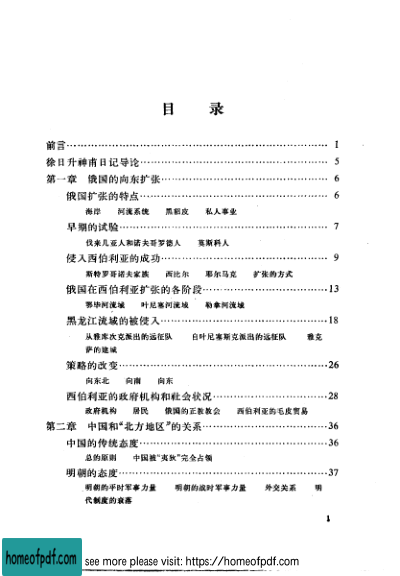 目 录
前言 1
徐日升神甫日记导论 5
第一章 俄国的向东扩张 6
俄国扩张的特点 6
海岸 河流系统 黑貂皮 私人事业
早期的试验 7
伐来几亚人和诺夫哥罗德人 莫斯科人
侵入西伯利亚的成功 9
斯特罗哥诺夫家族 西比尔 耶尔马克 扩张的方式
俄国在西伯利亚扩张的各阶段 13
鄂毕河流域 叶尼塞河流域 勒拿河流域
黑龙江流域的被侵入 18
从雅库次克派出的远征队 自叶尼塞斯克派出的远征队 雅克
萨的建城
策略的改变 26
向东北 向南 向东
西伯利亚的政府机构和社会状况 28
政府机构 居民 俄国的正教教会 西伯利亚的毛皮贸易
第二章 中国和“北方地区”的关系 36
中国的传统态度 36
总的原则 中国被“夷狄”完全占领
明朝的态度 37
明朝的平时军事力量 明朝的战时军事力量 外交关系 明
代制度的衰落
1
homeofpdf.com
see more please visit: https://homeofpdf.com